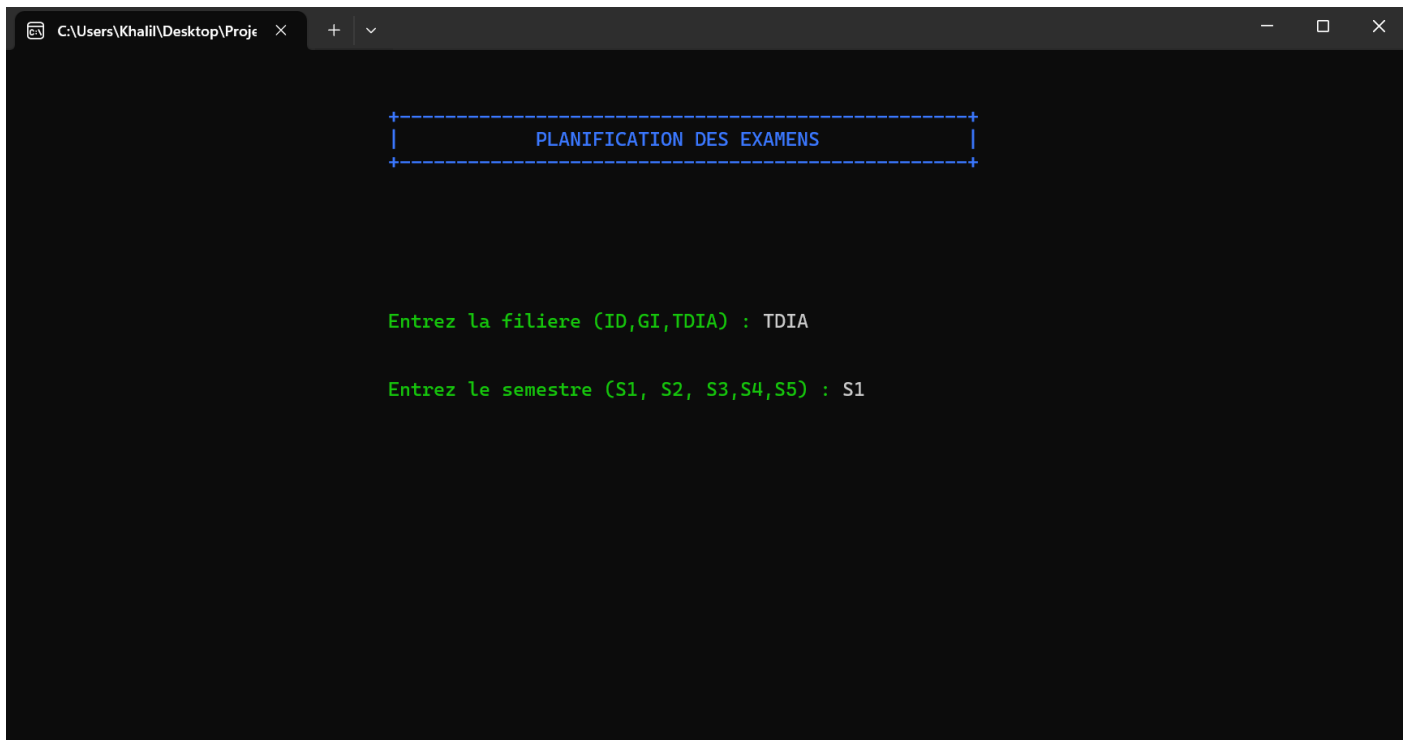 C:\Users\Khalil\Desktop\Proje
+--------------------------------------------------+
| PLANIFICATION DES EXAMENS |
+--------------------------------------------------+
Entrez la filiere (ID,GI,TDIA) : TDIA
Entrez le semestre (S1, S2, S3,S4,S5) : S1